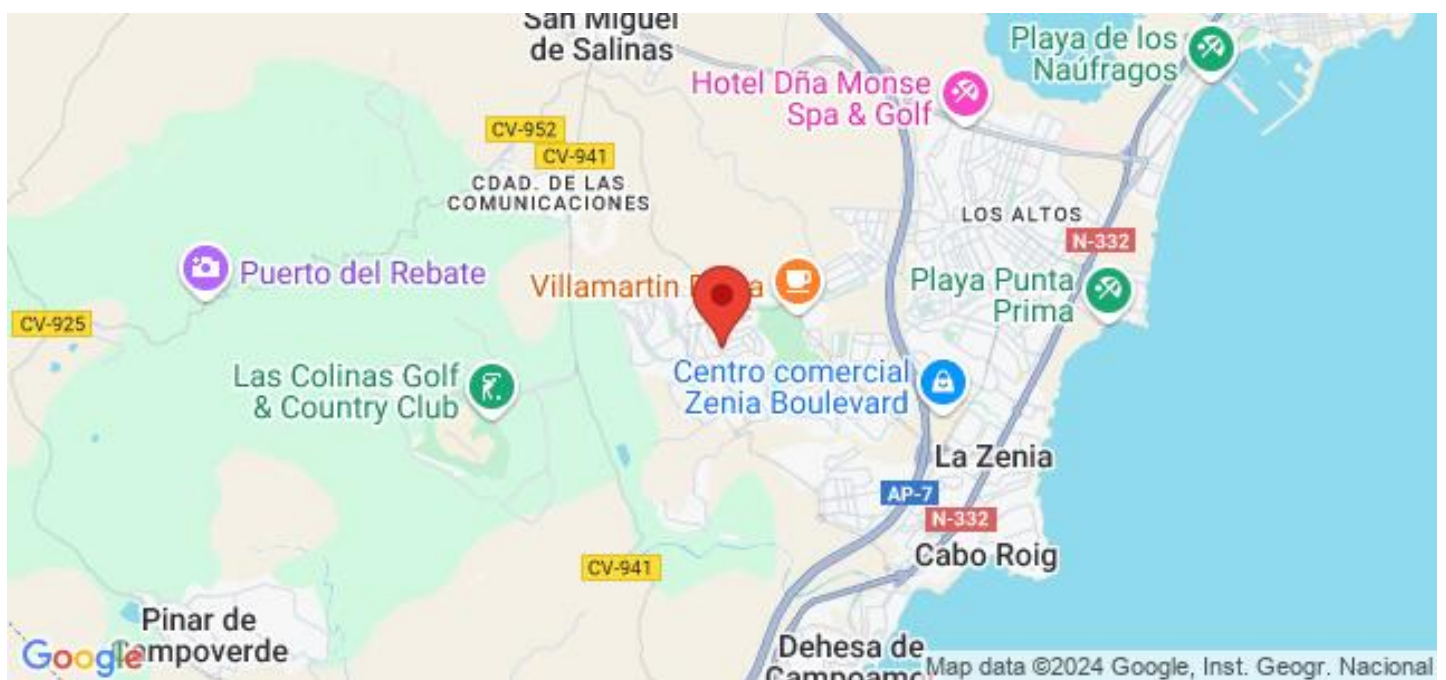 San Miguel
de Salinas
Playa de los
Naúfragos
Hotel Dña Monse
Spa & Golf
CV-952
CV-941
CDAD. DE LAS
COMUNICACIONES
LOS ALTOS
N-332
Puerto del Rebate
Villamartin
Playa Punta
Prima
CV-925
Las Colinas Golf
& Country Club
Centro comercial
Zenia Boulevard
La Zenia
AP-7
N-332
Cabo Roig
CV-941
Pinar de
Campoverde
Dehesa de
Campoamor
Google
Map data ©2024 Google, Inst. Geogr. Nacional